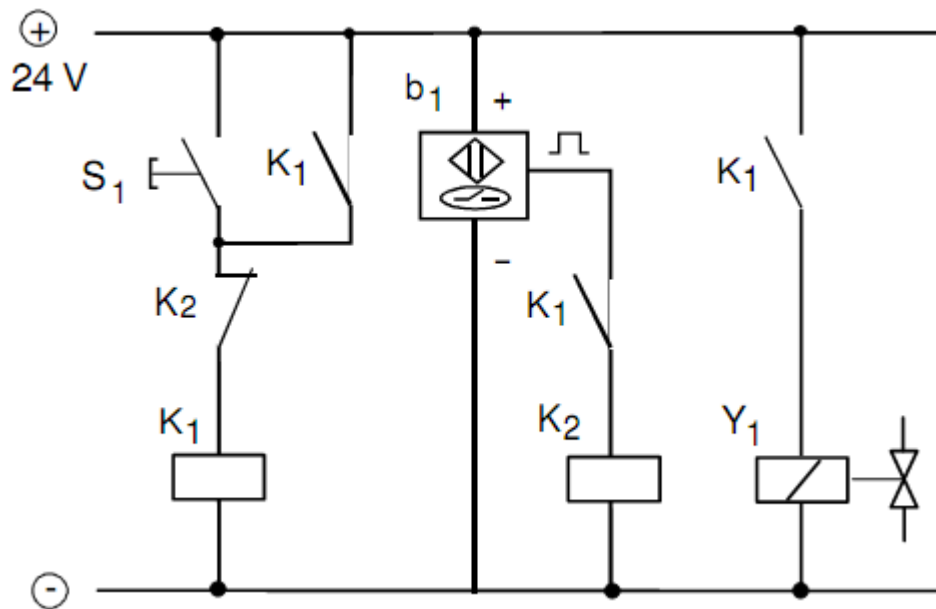 +
24 V
b₁
+
S₁
K₁
K₁
−
K₂
K₁
K₁
K₂
Y₁
-